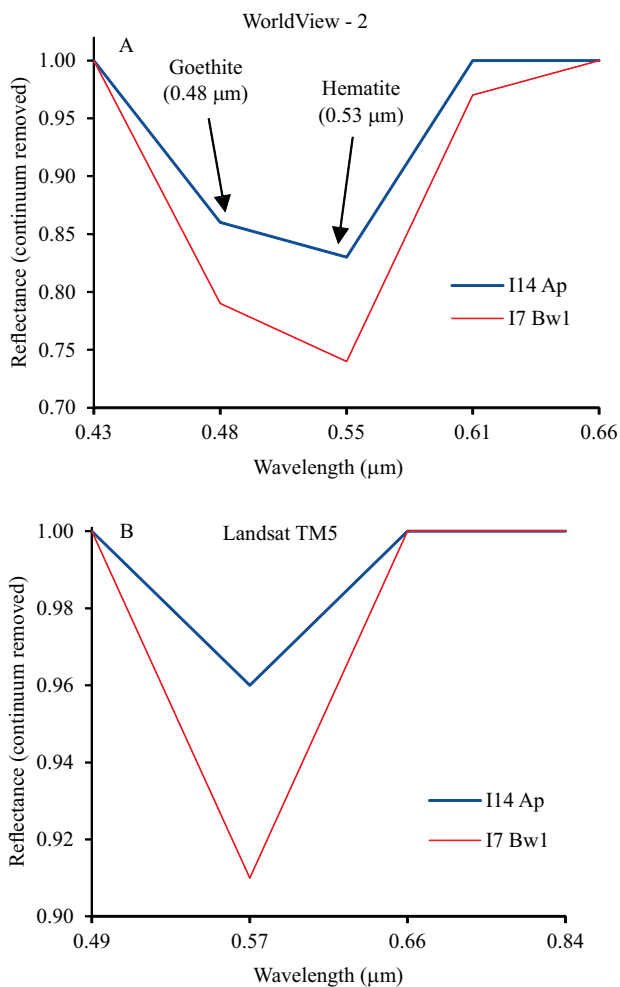 WorldView - 2
A
Goethite
(0.48 μm)
Hematite
(0.53 μm)
Reflectance (continuum removed)
1.00
0.95
0.90
0.85
0.80
0.75
0.70
I14 Ap
I7 Bw1
0.43 0.48 0.55 0.61 0.66
Wavelength (μm)
B
Landsat TM5
Reflectance (continuum removed)
1.00
0.98
0.96
0.94
0.92
0.90
I14 Ap
I7 Bw1
0.49 0.57 0.66 0.84
Wavelength (μm)